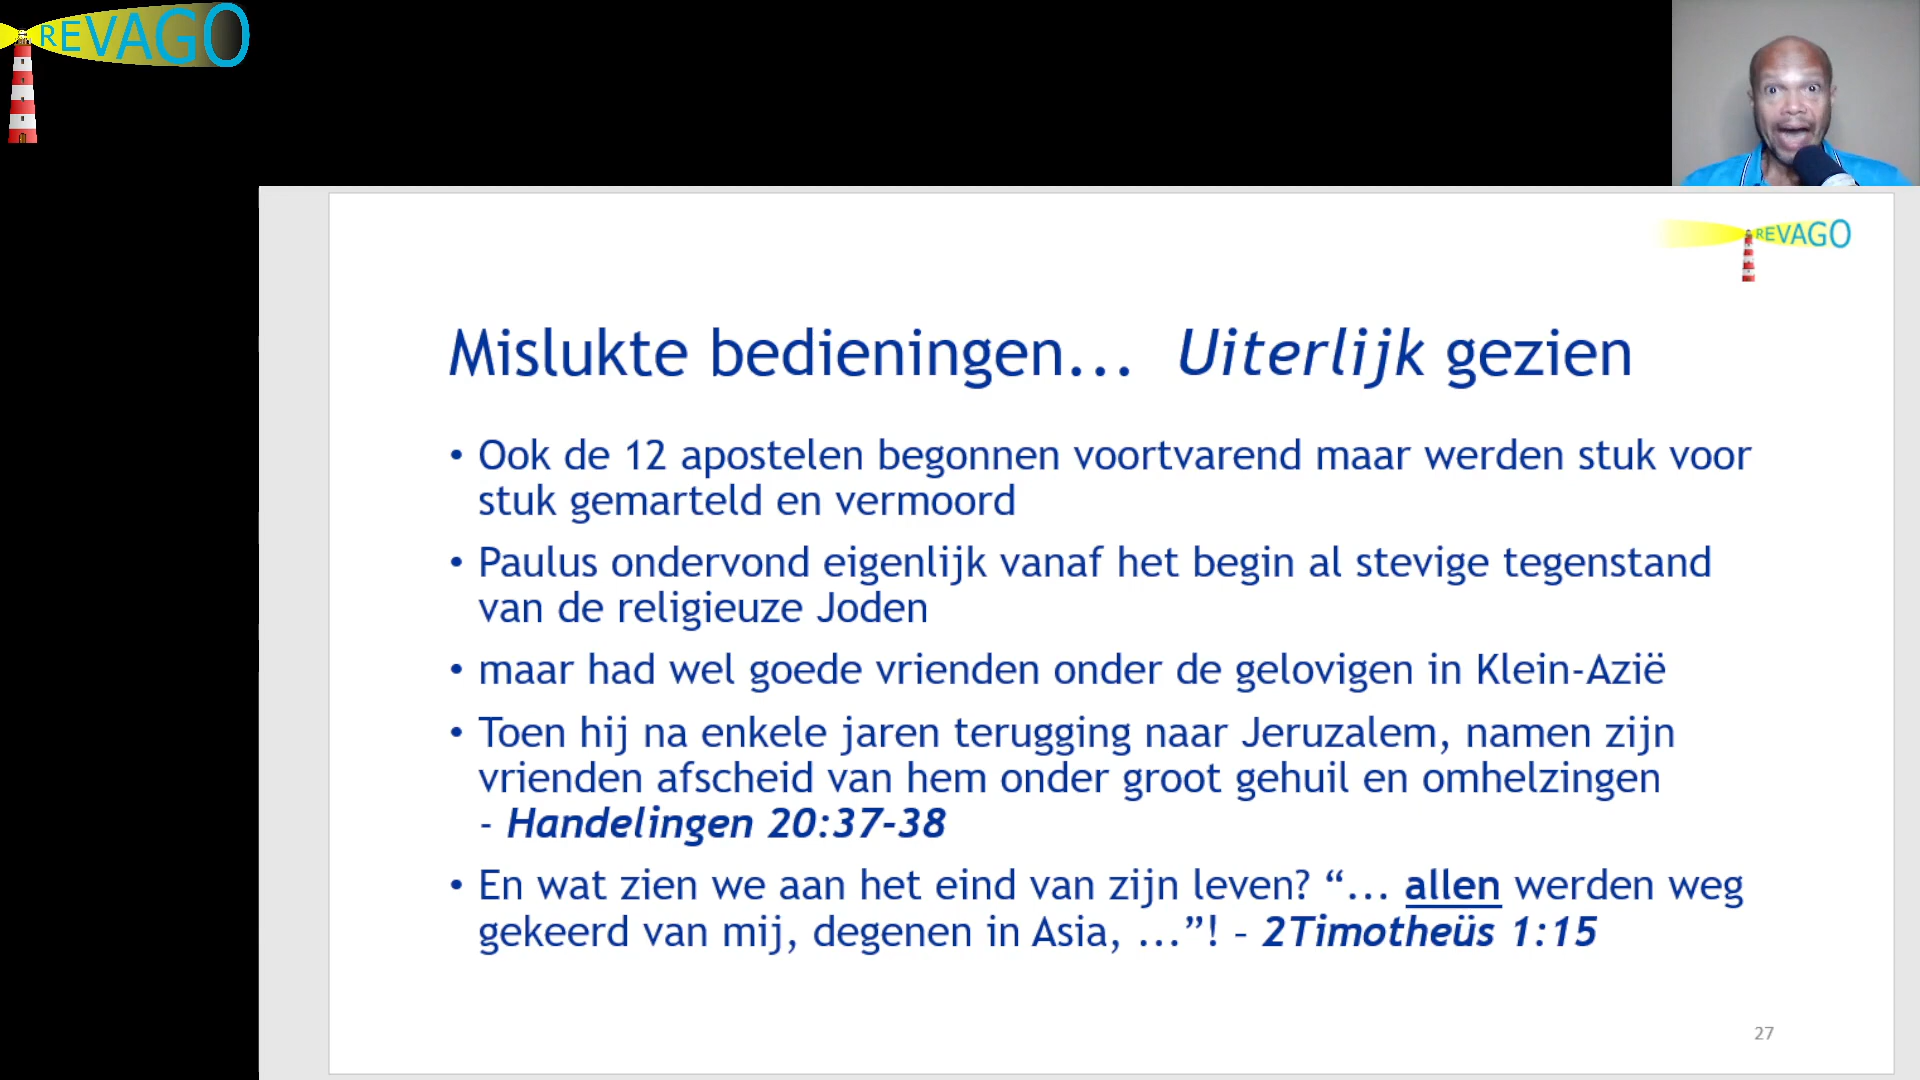 REVAGO
REVAGO
Mislukte bedieningen... Uiterlijk gezien
• Ook de 12 apostelen begonnen voortvarend maar werden stuk voor
stuk gemarteld en vermoord
• Paulus ondervond eigenlijk vanaf het begin al stevige tegenstand
van de religieuze Joden
• maar had wel goede vrienden onder de gelovigen in Klein-Azië
• Toen hij na enkele jaren terugging naar Jeruzalem, namen zijn
vrienden afscheid van hem onder groot gehuil en omhelzingen
- Handelingen 20:37-38
• En wat zien we aan het eind van zijn leven? “... allen werden weg
gekeerd van mij, degenen in Asia, ...”! – 2Timotheüs 1:15
27